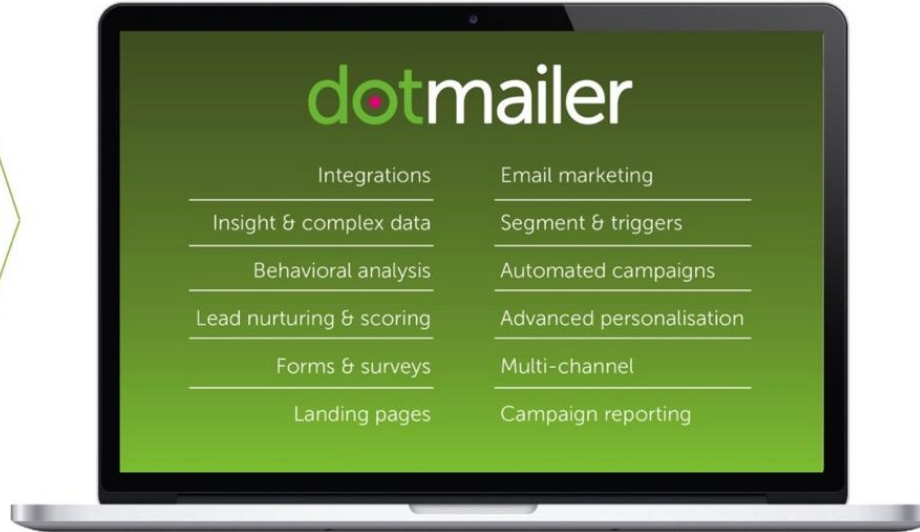 dotmailer
Integrations
Insight & complex data
Behavioral analysis
Lead nurturing & scoring
Forms & surveys
Landing pages
Email marketing
Segment & triggers
Automated campaigns
Advanced personalisation
Multi-channel
Campaign reporting